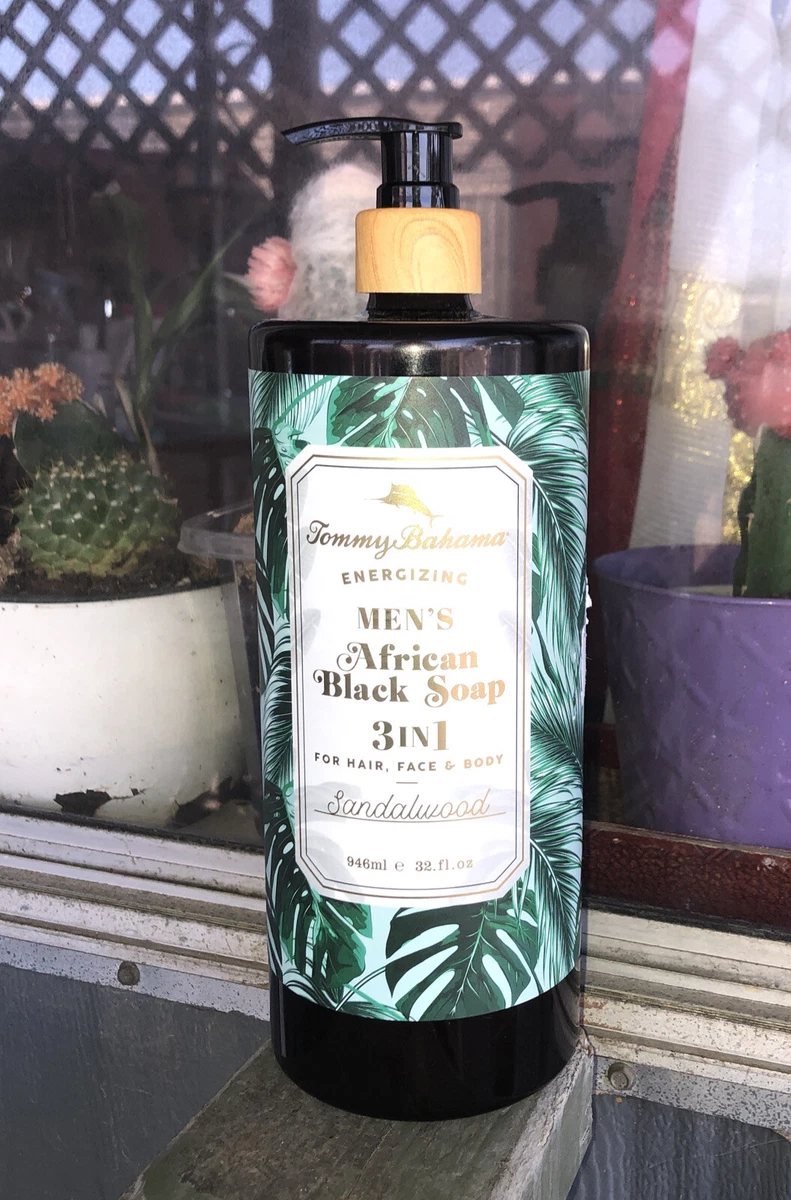 Tommy Bahama
ENERGIZING
MEN'S
African
Black Soap
3IN1
FOR HAIR, FACE & BODY
Sandalwood
946ml e 32.fl.oz